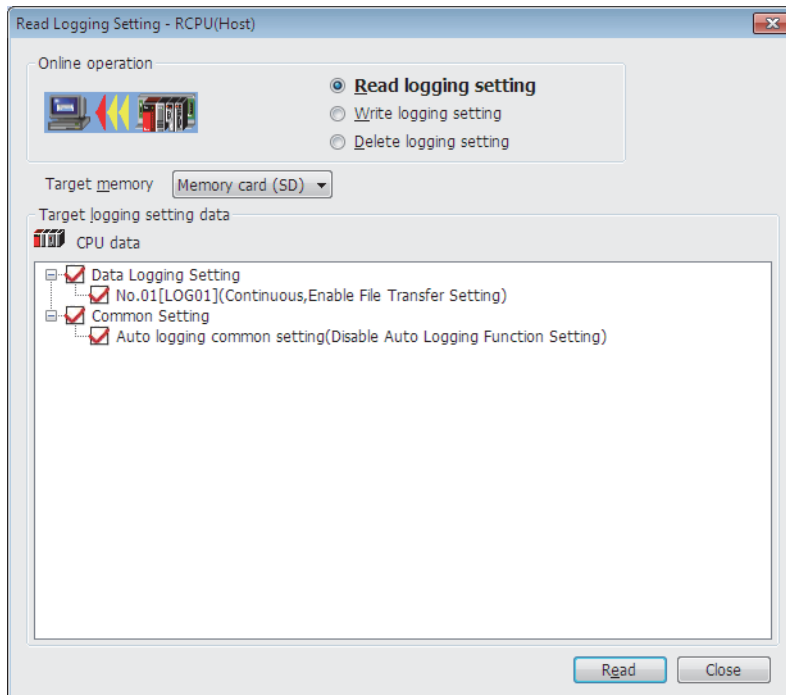 Read Logging Setting - RCPU(Host)
Online operation
Read logging setting
Write logging setting
Delete logging setting
Target memory Memory card (SD)
Target logging setting data
CPU data
Data Logging Setting
No.01[LOG01](Continuous,Enable File Transfer Setting)
Common Setting
Auto logging common setting(Disable Auto Logging Function Setting)
Read Close